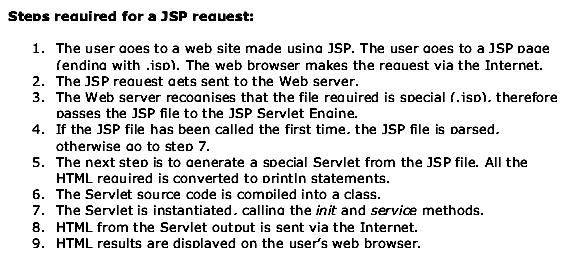 Steps required for a JSP request:
1. The user goes to a web site made using JSP. The user goes to a JSP page
(ending with .jsp). The web browser makes the request via the Internet.
2. The JSP request gets sent to the Web server.
3. The Web server recognises that the file required is special (.jsp), therefore
passes the JSP file to the JSP Servlet Engine.
4. If the JSP file has been called the first time, the JSP file is parsed,
otherwise go to step 7.
5. The next step is to generate a special Servlet from the JSP file. All the
HTML required is converted to println statements.
6. The Servlet source code is compiled into a class.
7. The Servlet is instantiated, calling the init and service methods.
8. HTML from the Servlet output is sent via the Internet.
9. HTML results are displayed on the user's web browser.